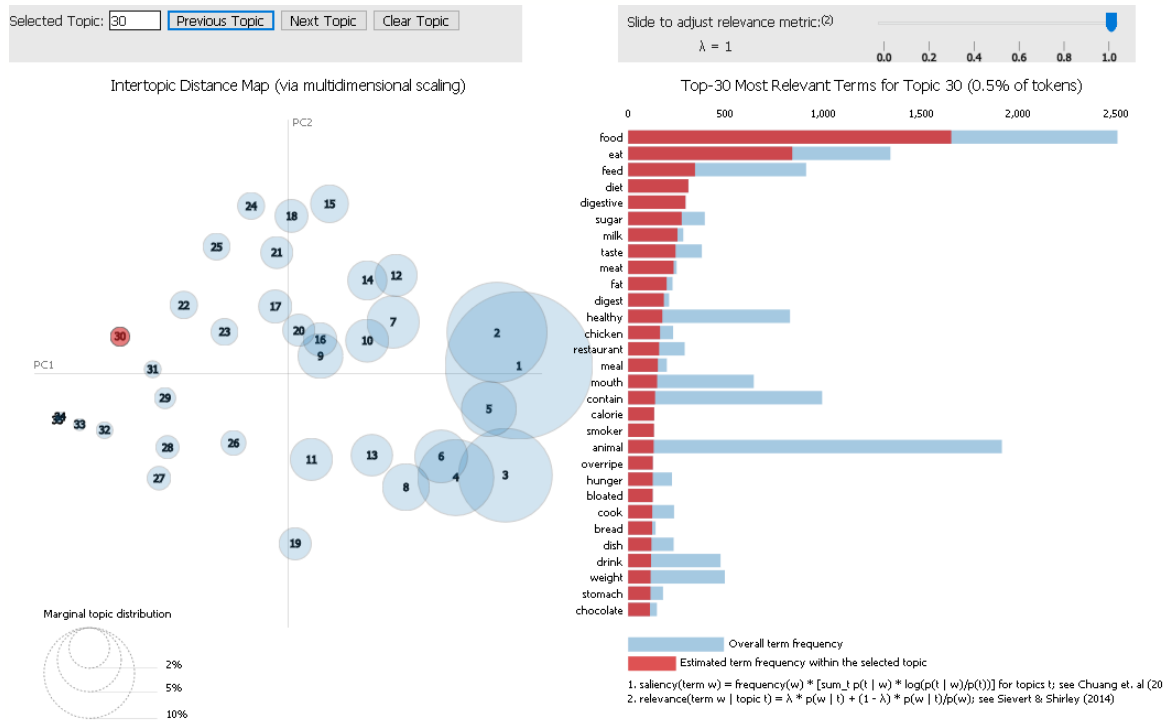 Selected Topic: 30 Previous Topic Next Topic Clear Topic
Slide to adjust relevance metric:(2)
λ = 1
0.0 0.2 0.4 0.6 0.8 1.0
Intertopic Distance Map (via multidimensional scaling)
PC2
PC1
24
18
15
25
21
14
12
22
17
7
23
20
16
10
2
30
9
1
31
29
5
34
33
32
28
26
11
13
6
27
8
4
3
19
Marginal topic distribution
2%
5%
10%
Top-30 Most Relevant Terms for Topic 30 (0.5% of tokens)
0 500 1,000 1,500 2,000 2,500
food
eat
feed
diet
digestive
sugar
milk
taste
meat
fat
digest
healthy
chicken
restaurant
meal
mouth
contain
calorie
smoker
animal
overripe
hunger
bloated
cook
bread
dish
drink
weight
stomach
chocolate
Overall term frequency
Estimated term frequency within the selected topic
1. saliency(term w) = frequency(w) * [sum_t p(t | w) * log(p(t | w)/p(t))] for topics t; see Chuang et. al (20
2. relevance(term w | topic t) = λ * p(w | t) + (1 - λ) * p(w | t)/p(w); see Sievert & Shirley (2014)